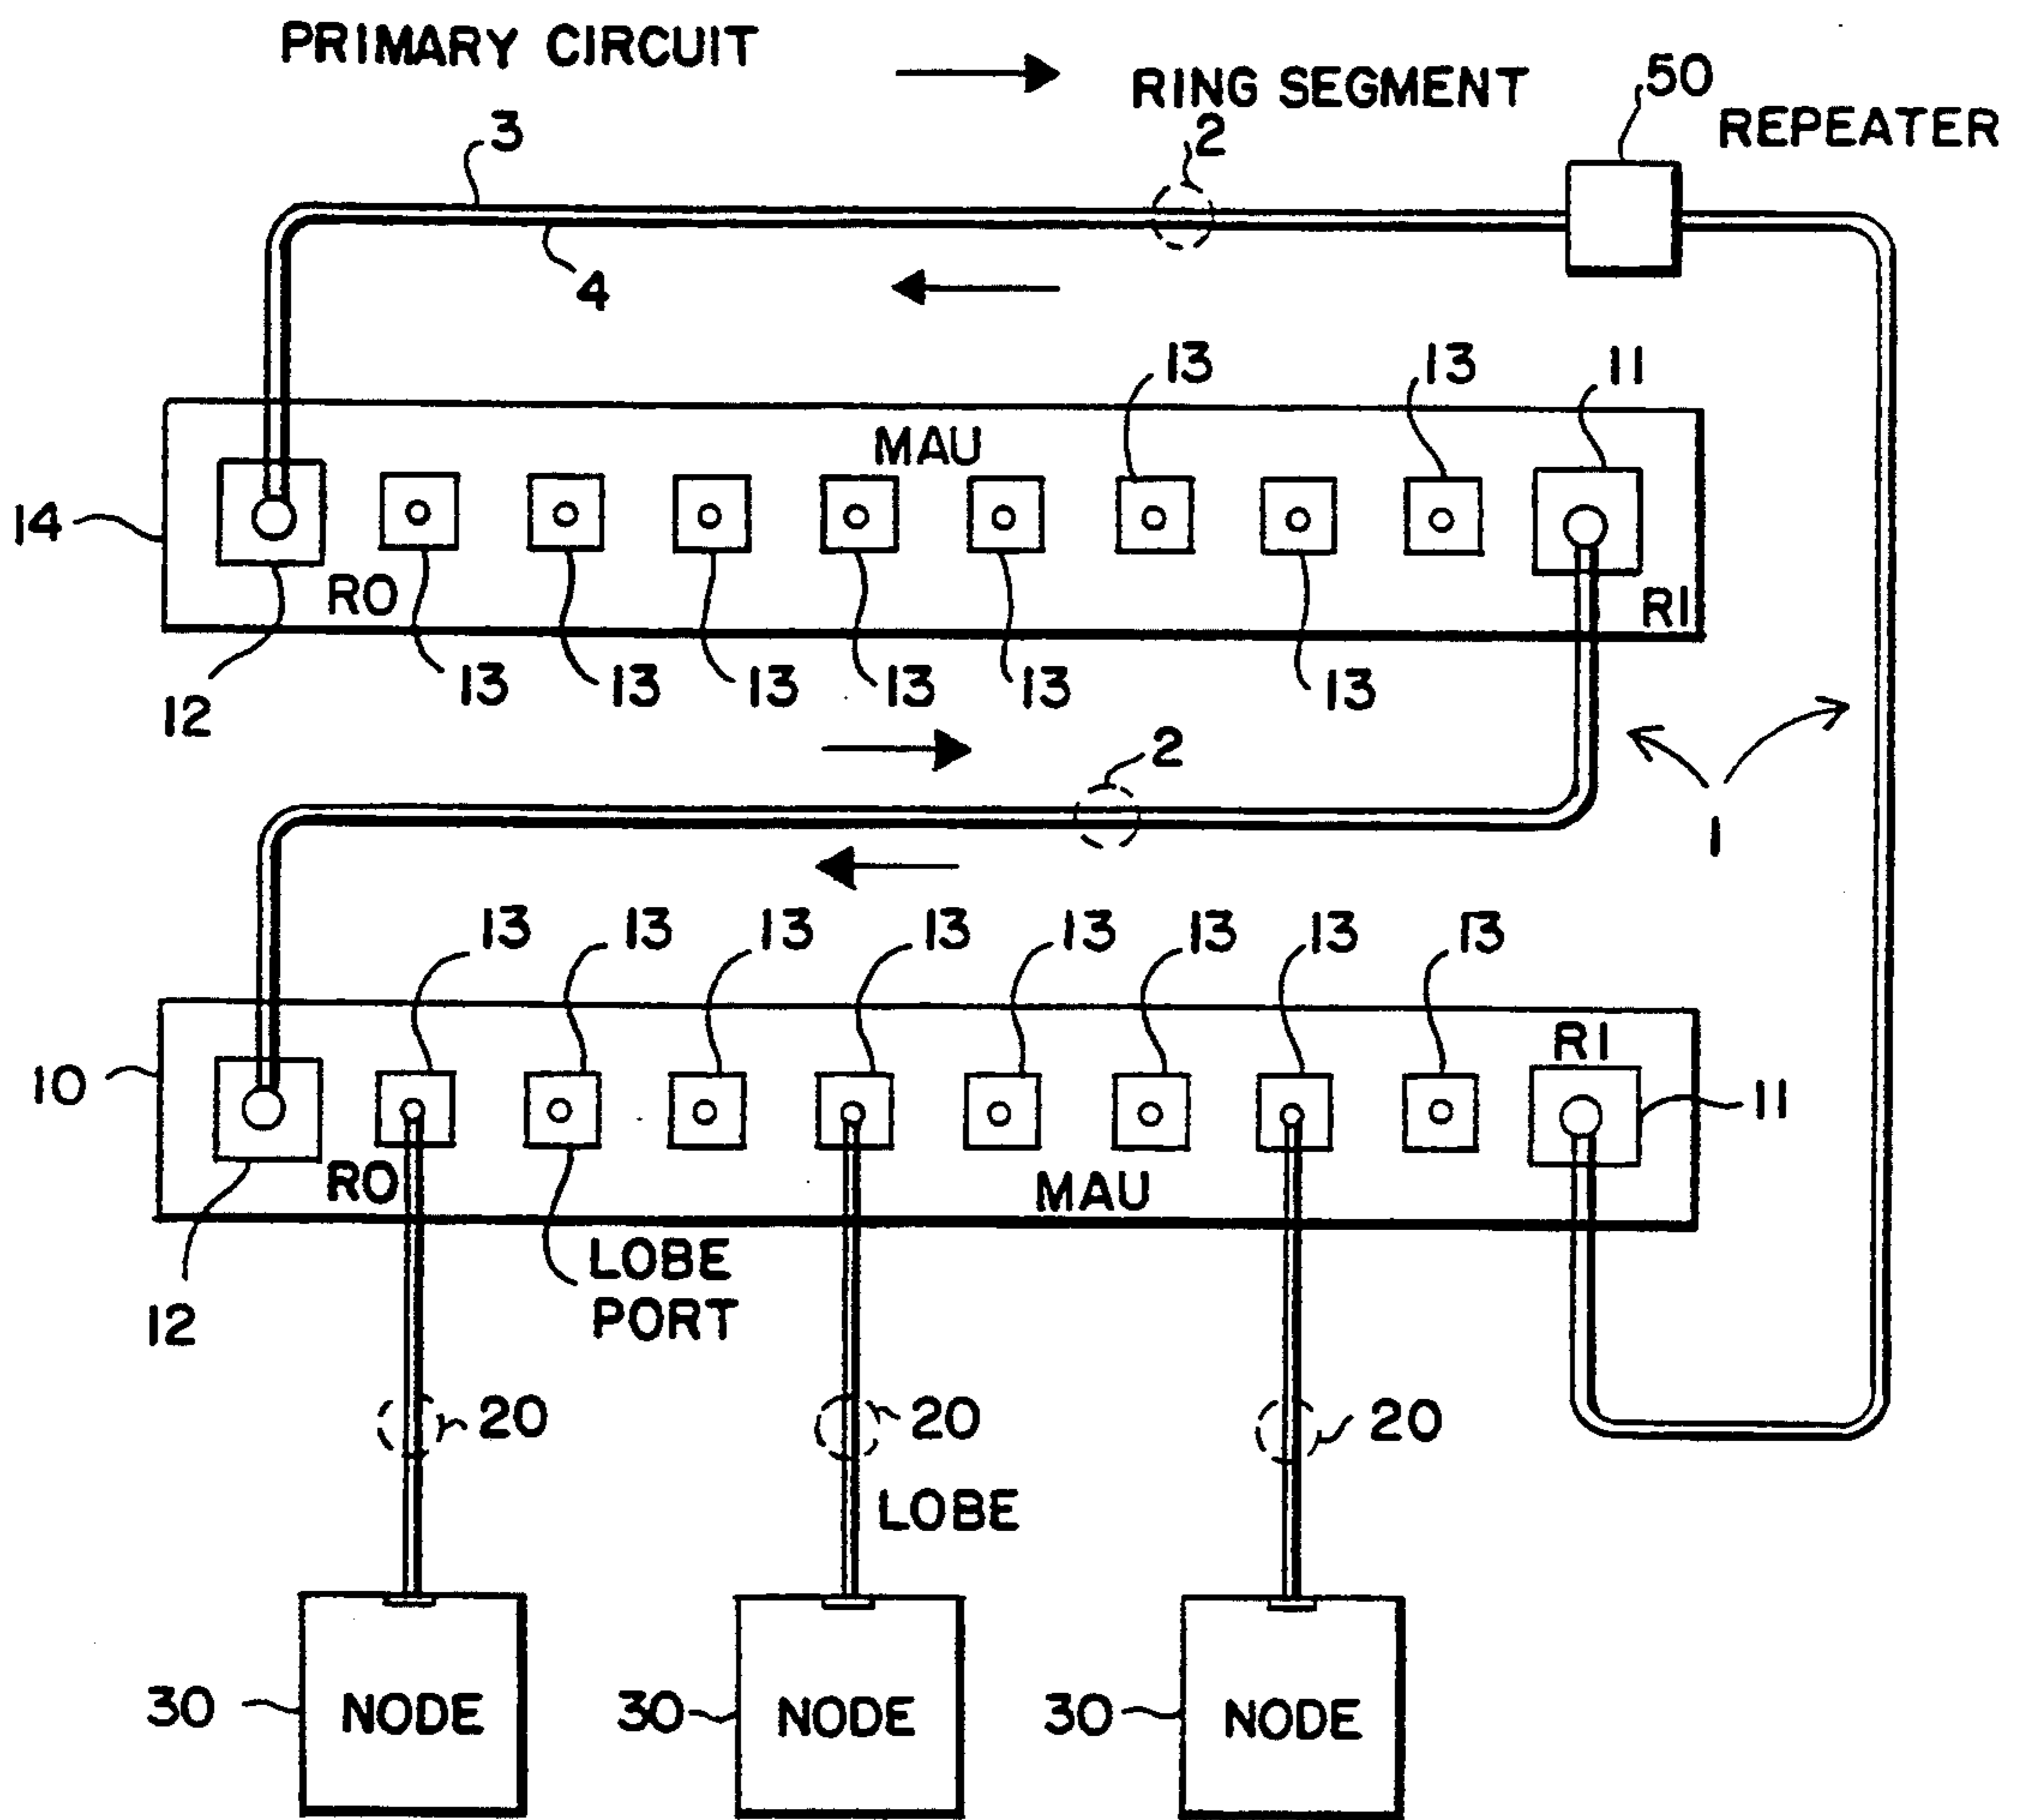 PRIMARY CIRCUIT
RING SEGMENT
50
REPEATER
3
2
4
13
13
11
MAU
14
RO
RI
12
13
13
13
13
13
13
2
1
13
13
13
13
13
13
13
13
RI
10
11
RO
MAU
12
LOBE
PORT
20
20
20
LOBE
30
NODE
30
NODE
30
NODE